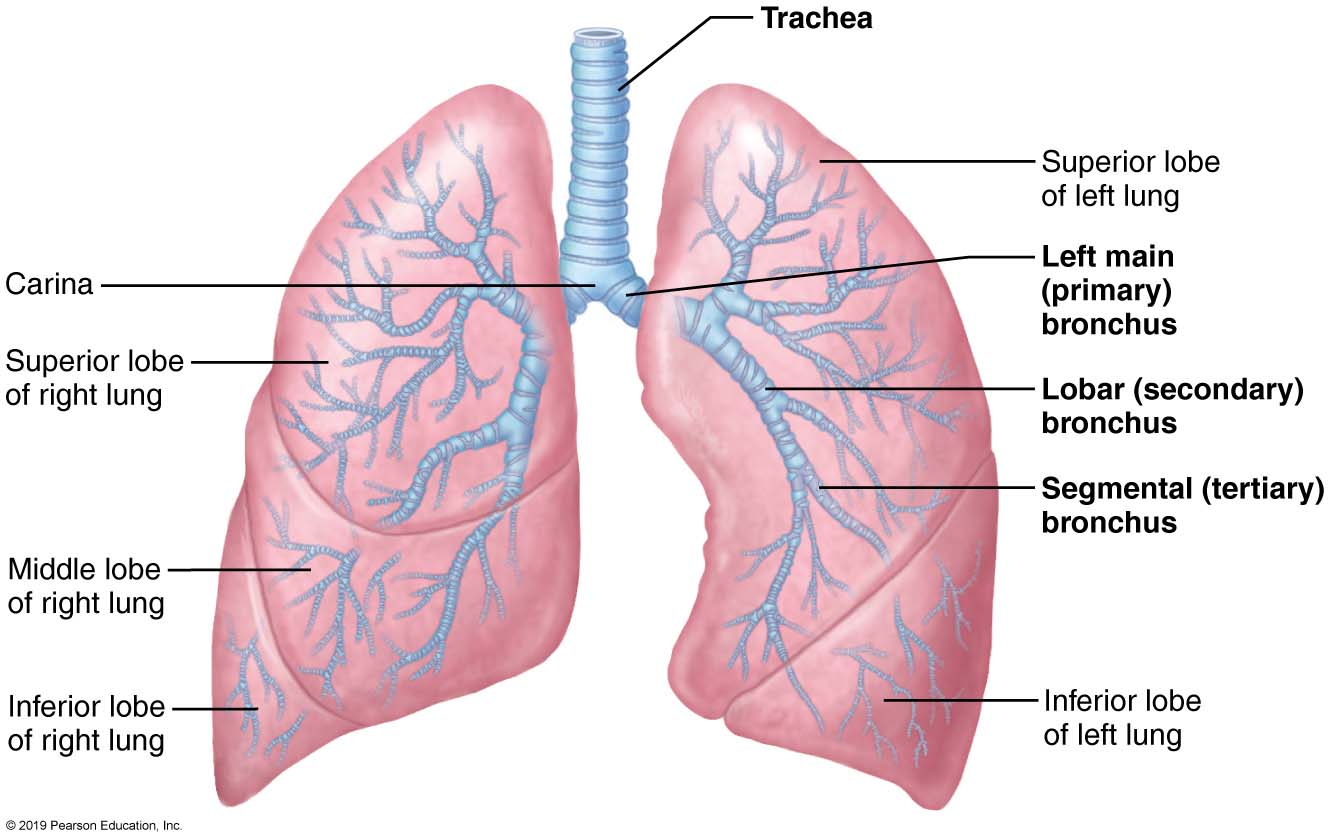 Trachea
Superior lobe
of left lung
Left main
(primary)
bronchus
Carina
Superior lobe
of right lung
Lobar (secondary)
bronchus
Segmental (tertiary)
bronchus
Middle lobe
of right lung
Inferior lobe
of right lung
Inferior lobe
of left lung
© 2019 Pearson Education, Inc.